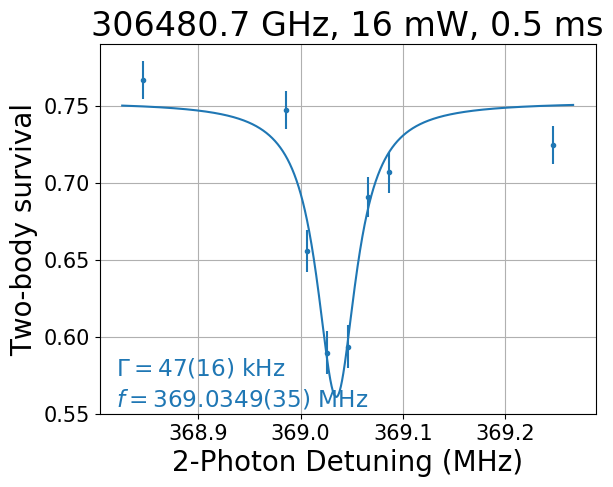 306480.7 GHz, 16 mW, 0.5 ms
Two-body survival
0.75
0.70
0.65
0.60
0.55
Γ = 47(16) kHz
f = 369.0349(35) MHz
368.9 369.0 369.1 369.2
2-Photon Detuning (MHz)